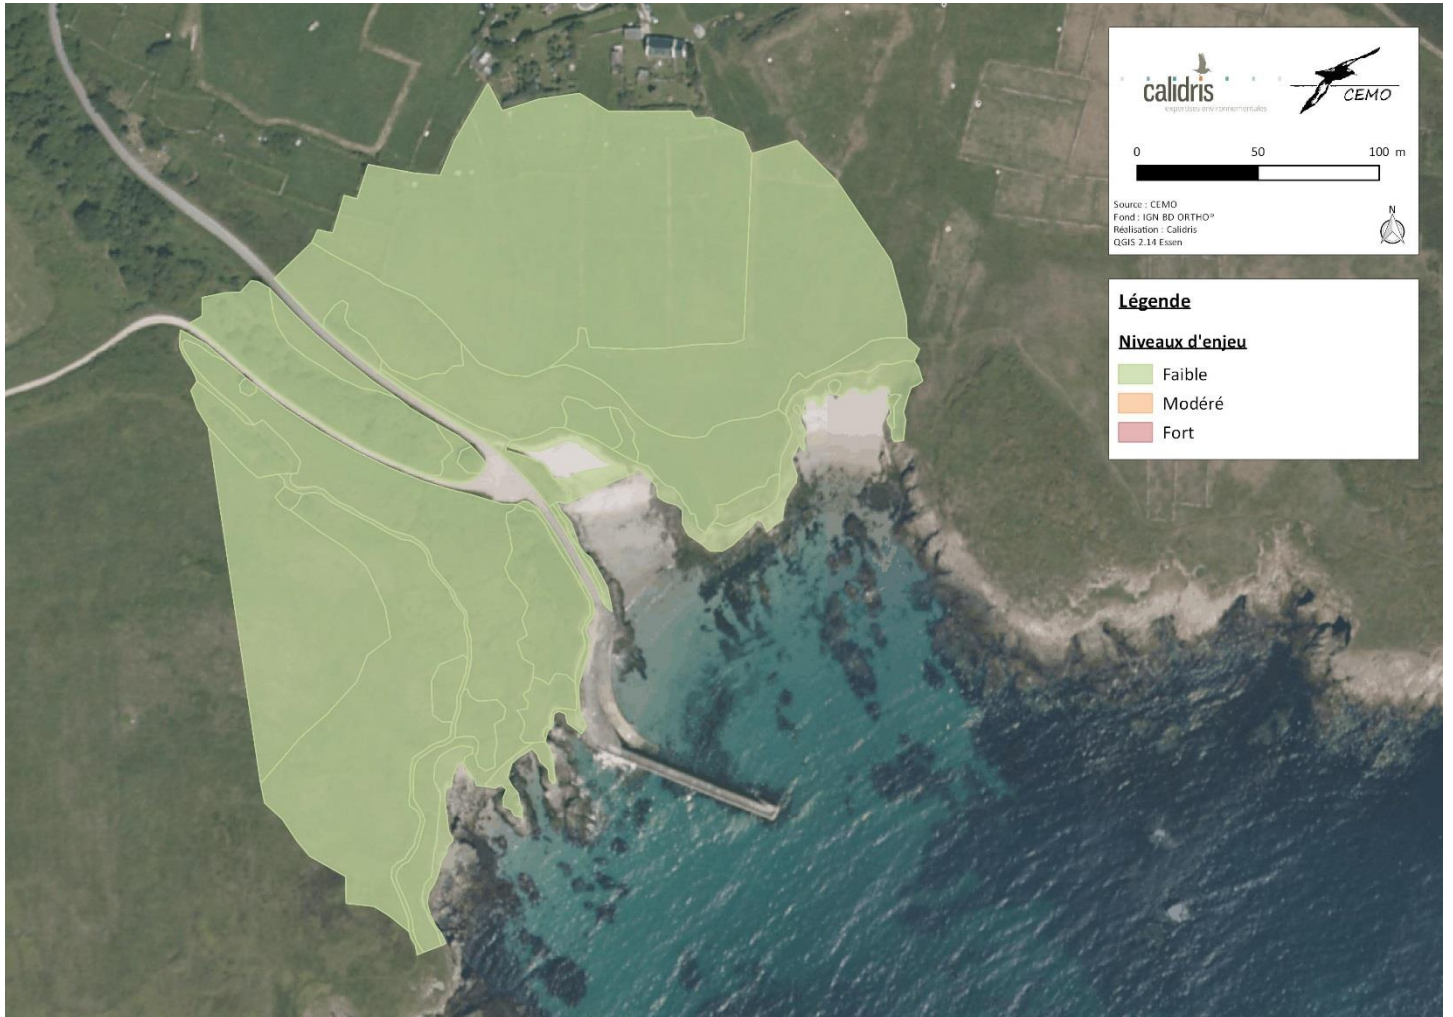 calidris
expertises environnementales
CEMO
0 50 100 m
Source : CEMO
Fond : IGN BD ORTHO®
Réalisation : Calidris
QGIS 2.14 Essen
N
Légende
Niveaux d'enjeu
Faible
Modéré
Fort